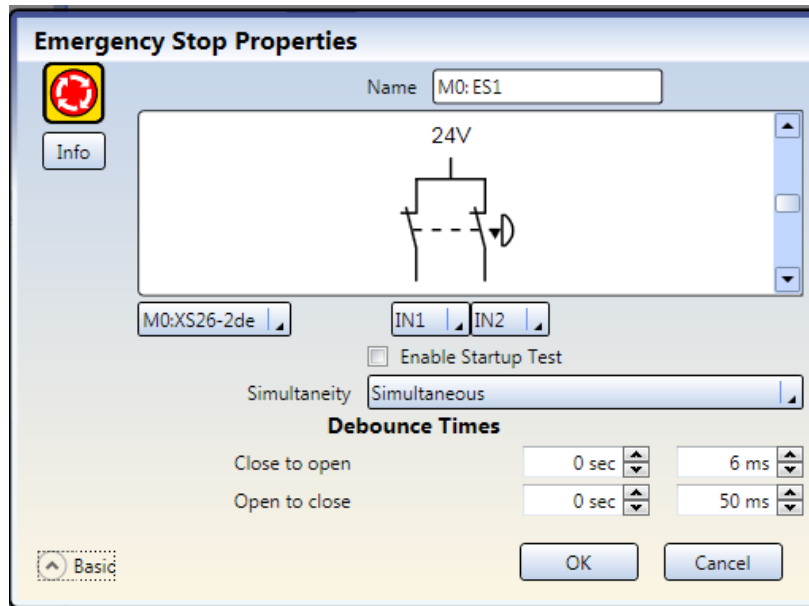 Emergency Stop Properties
Name M0: ES1
Info
24V
M0:XS26-2de IN1 IN2
Enable Startup Test
Simultaneity Simultaneous
Debounce Times
Close to open 0 sec 6 ms
Open to close 0 sec 50 ms
Basic OK Cancel